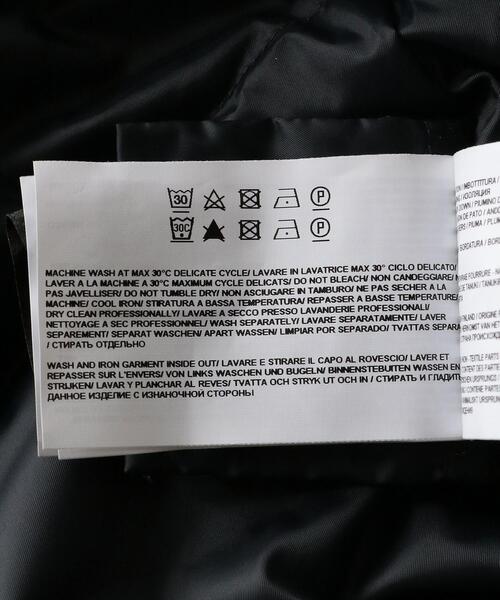 30 P
30C P
MACHINE WASH AT MAX 30°C DELICATE CYCLE/ LAVARE IN LAVATRICE MAX 30° CICLO DELICATO/
LAVER A LA MACHINE A 30°C MAXIMUM CYCLE DELICATS/ DO NOT BLEACH/ NON CANDEGGIARE/
PAS JAVELLISER/ DO NOT TUMBLE DRY/ NON ASCIUGARE IN TAMBURO/ NE PAS SECHER A LA
MACHINE/ COOL IRON/ STIRATURA A BASSA TEMPERATURA/ REPASSER A BASSE TEMPERATURE/
DRY CLEAN PROFESSIONALLY/ LAVARE A SECCO PRESSO LAVANDERIE PROFESSIONALI/
NETTOYAGE A SEC PROFESSIONNEL/ WASH SEPARATELY/ LAVARE SEPARATAMENTE/ LAVER
SEPAREMENT/ SEPARAT WASCHEN/ APART WASSEN/ LIMPIAR POR SEPARADO/ TVATTAS SEPARA
/ СТИРАТЬ ОТДЕЛЬНО
WASH AND IRON GARMENT INSIDE OUT/ LAVARE E STIRARE IL CAPO AL ROVESCIO/ LAVER ET
REPASSER SUR L'ENVERS/ VON LINKS WASCHEN UND BUGELN/ BINNENSTEBUITEN WASSEN EN
STRIJKEN/ LAVAR Y PLANCHAR AL REVES/ TVATTA OCH STRYK UT OCH IN / СТИРАТЬ И ГЛАДИТЬ
ДАННОЕ ИЗДЕЛИЕ С ИЗНАНОЧНОЙ СТОРОНЫ